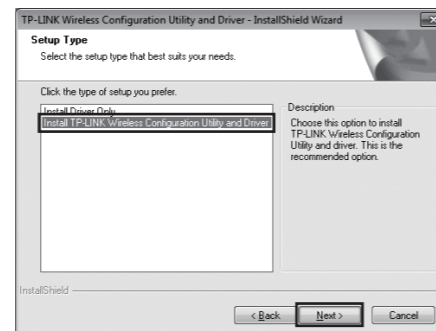 TP-LINK Wireless Configuration Utility and Driver - InstallShield Wizard
Setup Type
Select the setup type that best suits your needs.
Click the type of setup you prefer.
Install Driver Only
Install TP-LINK Wireless Configuration Utility and Driver
Description
Choose this option to install
TP-LINK Wireless Configuration
Utility and driver. This is the
recommended option.
InstallShield
< Back
Next >
Cancel